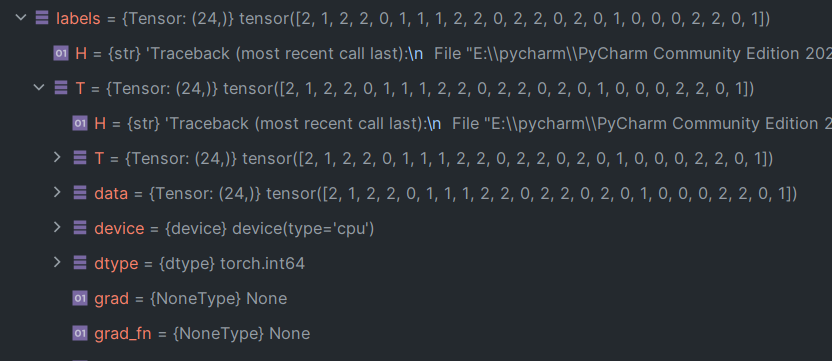 labels = {Tensor: (24,)} tensor([2, 1, 2, 2, 0, 1, 1, 1, 2, 2, 0, 2, 2, 0, 2, 0, 1, 0, 0, 0, 2, 2, 0, 1])
01 H = {str} 'Traceback (most recent call last):\n File "E:\\pycharm\\PyCharm Community Edition 202
T = {Tensor: (24,)} tensor([2, 1, 2, 2, 0, 1, 1, 1, 2, 2, 0, 2, 2, 0, 2, 0, 1, 0, 0, 0, 2, 2, 0, 1])
01 H = {str} 'Traceback (most recent call last):\n File "E:\\pycharm\\PyCharm Community Edition 2
T = {Tensor: (24,)} tensor([2, 1, 2, 2, 0, 1, 1, 1, 2, 2, 0, 2, 2, 0, 2, 0, 1, 0, 0, 0, 2, 2, 0, 1])
data = {Tensor: (24,)} tensor([2, 1, 2, 2, 0, 1, 1, 1, 2, 2, 0, 2, 2, 0, 2, 0, 1, 0, 0, 0, 2, 2, 0, 1])
device = {device} device(type='cpu')
dtype = {dtype} torch.int64
01 grad = {NoneType} None
01 grad_fn = {NoneType} None